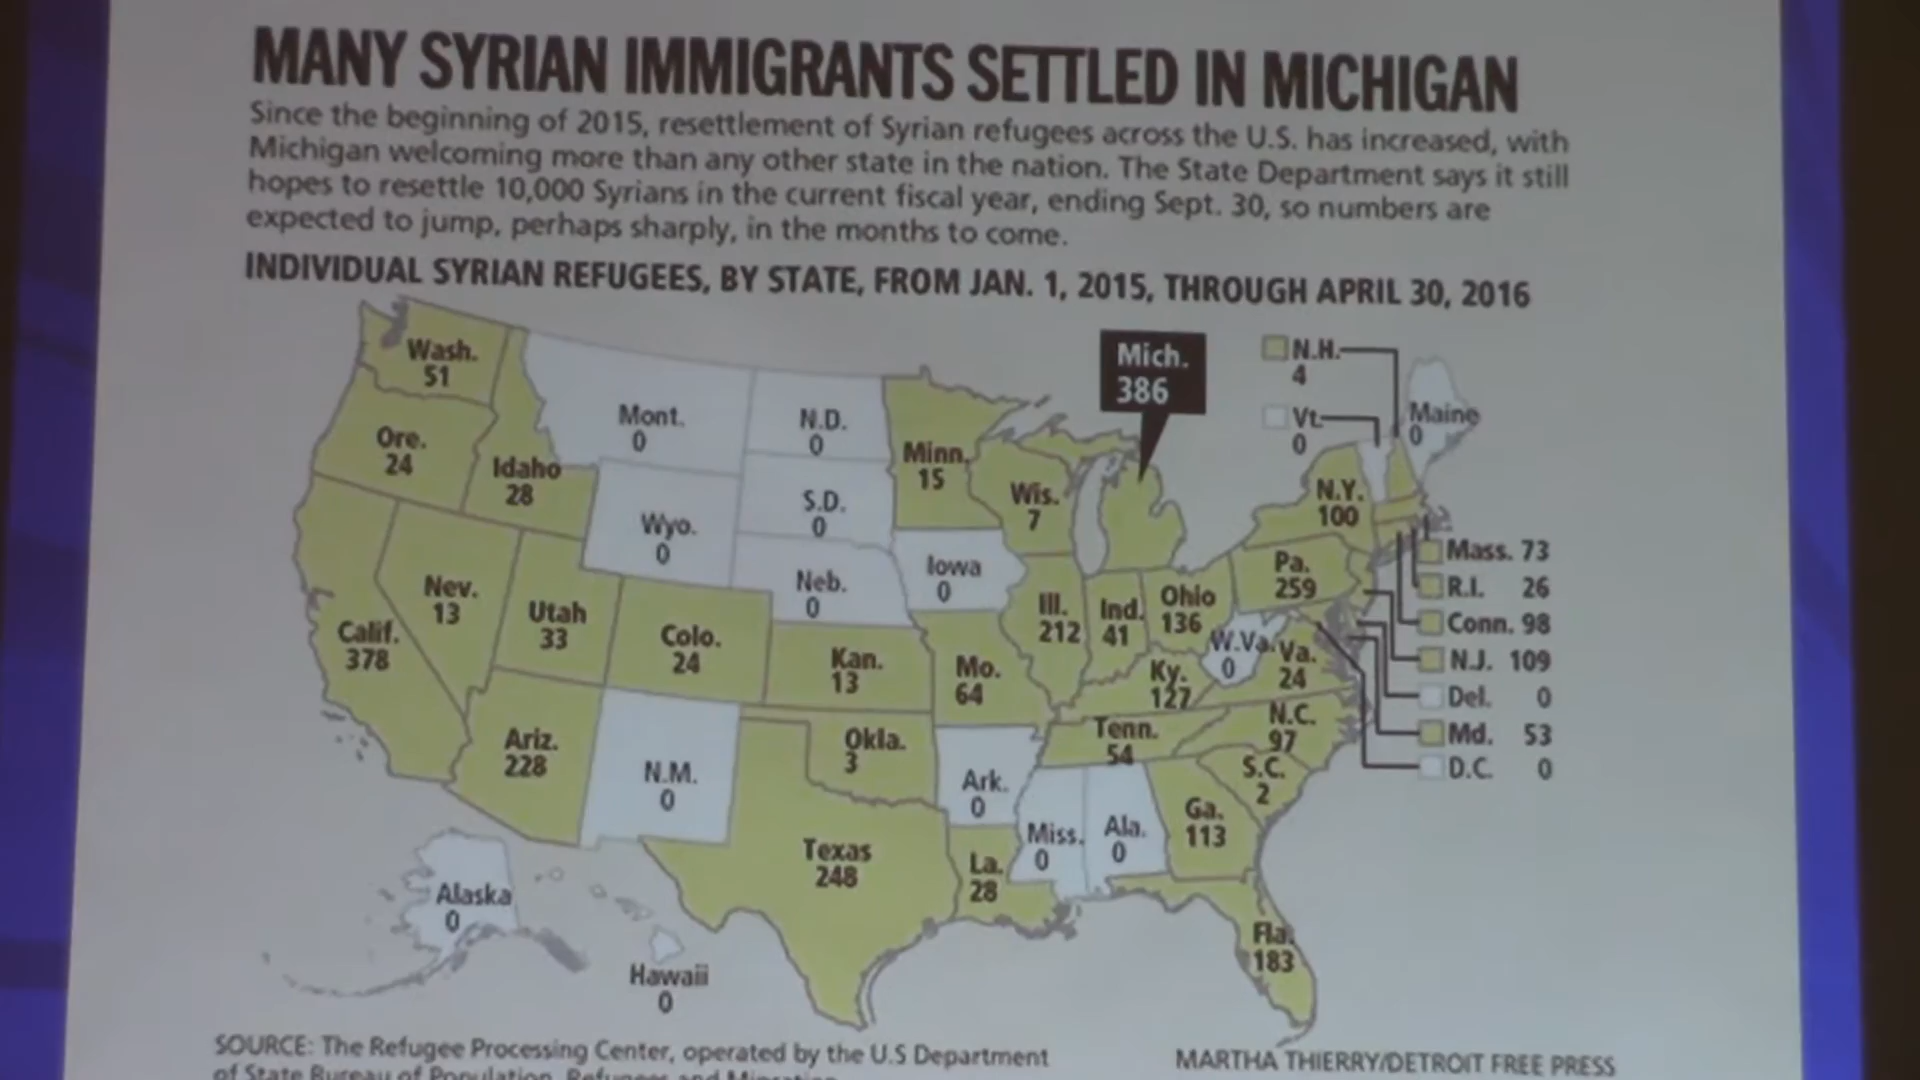 MANY SYRIAN IMMIGRANTS SETTLED IN MICHIGAN
Since the beginning of 2015, resettlement of Syrian refugees across the U.S. has increased, with
Michigan welcoming more than any other state in the nation. The State Department says it still
hopes to resettle 10,000 Syrians in the current fiscal year, ending Sept. 30, so numbers are
expected to jump, perhaps sharply, in the months to come.
INDIVIDUAL SYRIAN REFUGEES, BY STATE, FROM JAN. 1, 2015, THROUGH APRIL 30, 2016
Wash.
51
Ore.
24
Idaho
28
Mont.
0
N.D.
0
Minn.
15
Mich.
386
N.H.
4
Vt.
0
Maine
0
Wyo.
0
S.D.
0
Wis.
7
N.Y.
100
Calif.
378
Nev.
13
Utah
33
Colo.
24
Neb.
0
Iowa
0
Ill.
212
Ind.
41
Ohio
136
Pa.
259
Mass. 73
R.I. 26
Conn. 98
N.J. 109
Del. 0
Md. 53
D.C. 0
W.Va.
0
Va.
24
Kan.
13
Mo.
64
Ky.
127
Tenn.
54
N.C.
97
S.C.
2
Ariz.
228
N.M.
0
Okla.
3
Ark.
0
Texas
248
La.
28
Miss.
0
Ala.
0
Ga.
113
Fla.
183
Alaska
0
Hawaii
0
SOURCE: The Refugee Processing Center, operated by the U.S Department
of State Bureau of Population, Refugees and Migration
MARTHA THIERRY/DETROIT FREE PRESS